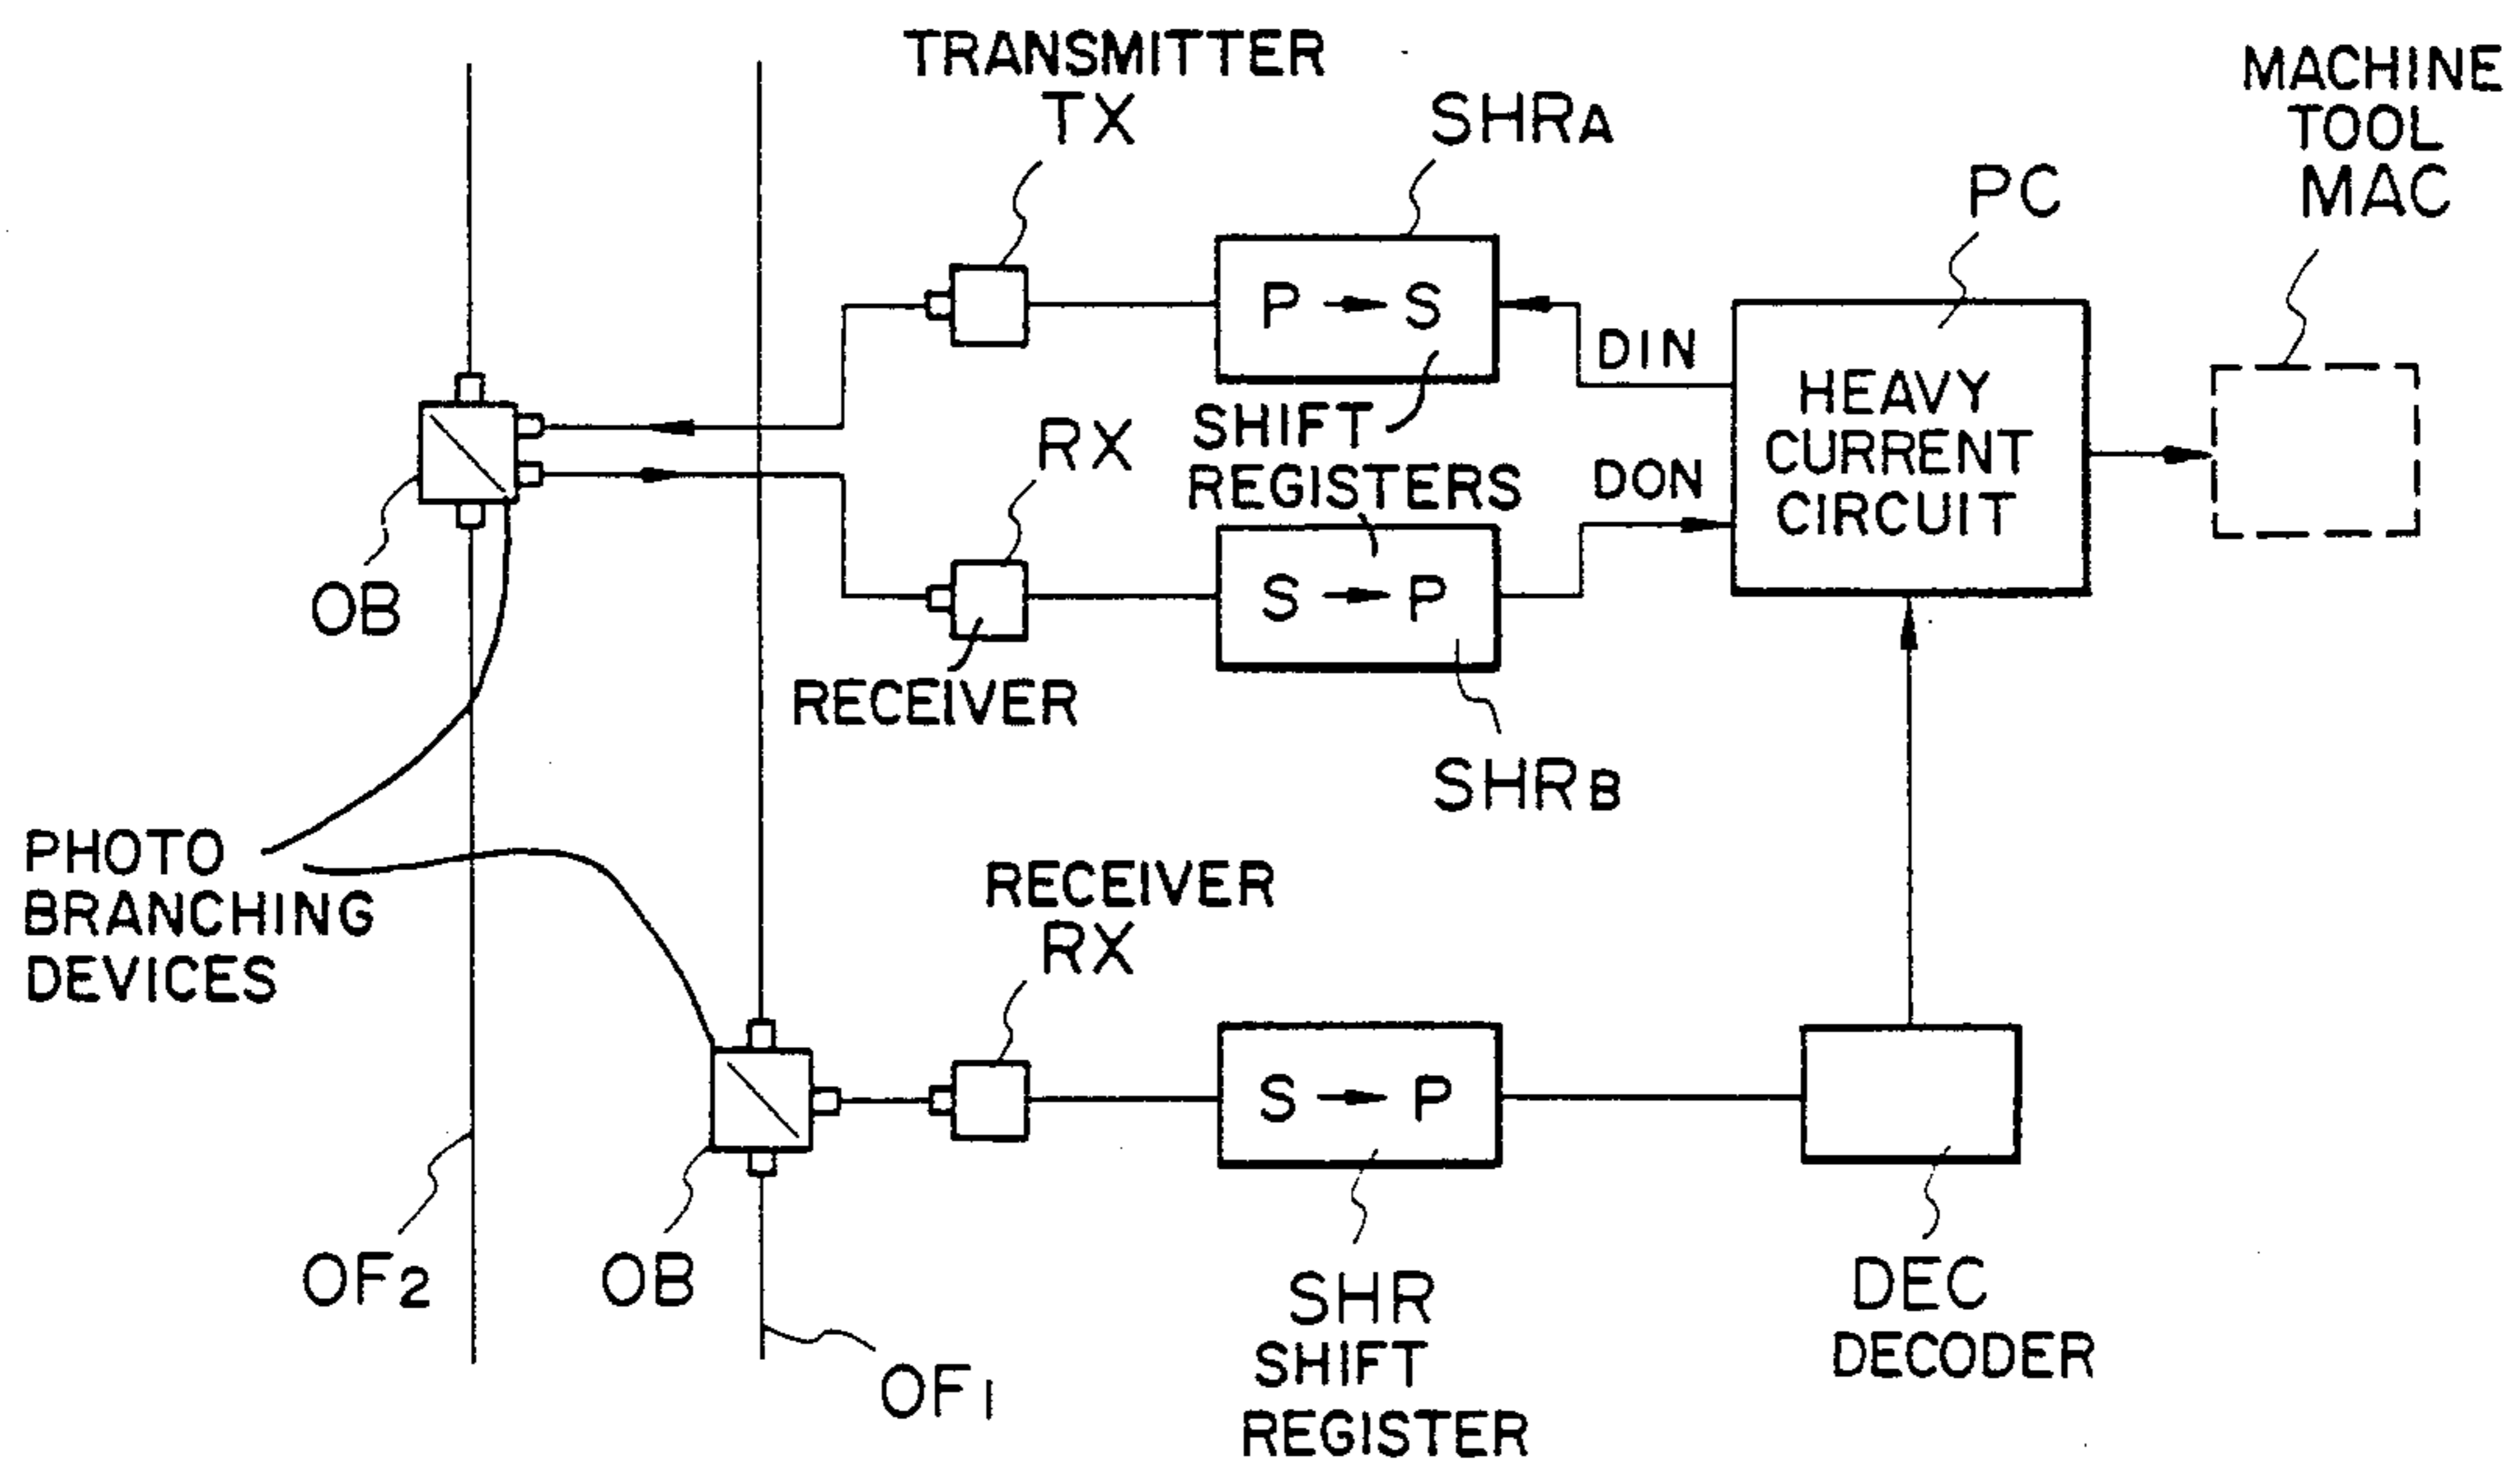 TRANSMITTER
TX
SHRA
MACHINE
TOOL
MAC
PC
P → S
DIN
HEAVY
CURRENT
CIRCUIT
SHIFT
REGISTERS
RX
DON
OB
S → P
RECEIVER
SHRB
PHOTO
BRANCHING
DEVICES
RECEIVER
RX
S → P
OF2
OB
OF1
SHR
SHIFT
REGISTER
DEC
DECODER